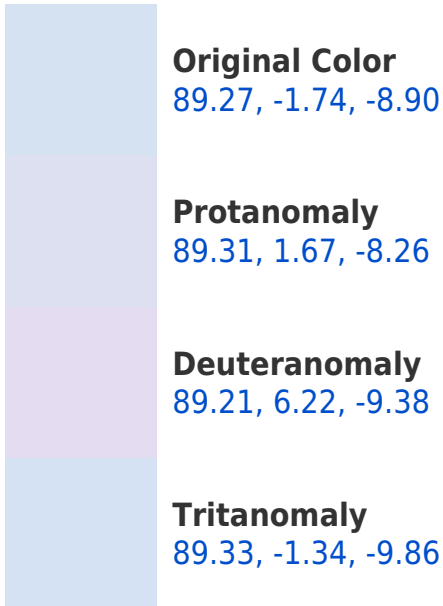 Original Color
89.27, -1.74, -8.90
Protanomaly
89.31, 1.67, -8.26
Deuteranomaly
89.21, 6.22, -9.38
Tritanomaly
89.33, -1.34, -9.86